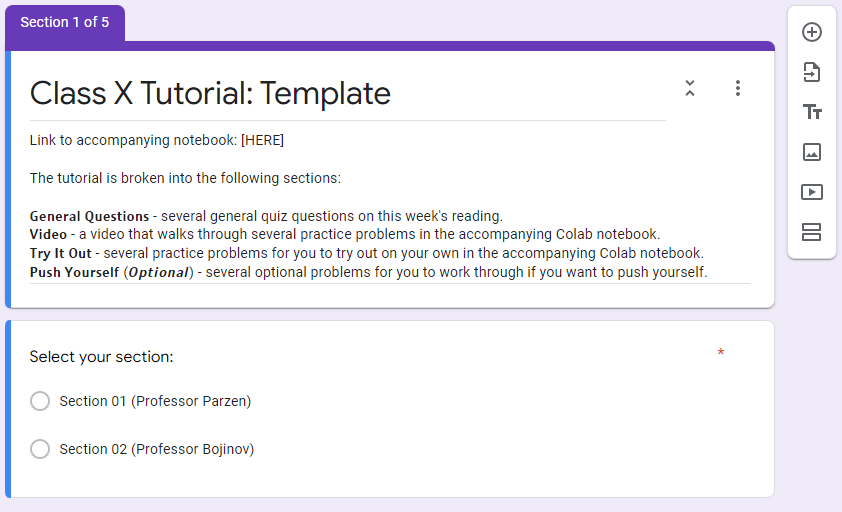 Section 1 of 5
Class X Tutorial: Template
Link to accompanying notebook: [HERE]
The tutorial is broken into the following sections:
General Questions - several general quiz questions on this week's reading.
Video - a video that walks through several practice problems in the accompanying Colab notebook.
Try It Out - several practice problems for you to try out on your own in the accompanying Colab notebook.
Push Yourself (Optional) - several optional problems for you to work through if you want to push yourself.
Select your section: *
Section 01 (Professor Parzen)
Section 02 (Professor Bojinov)